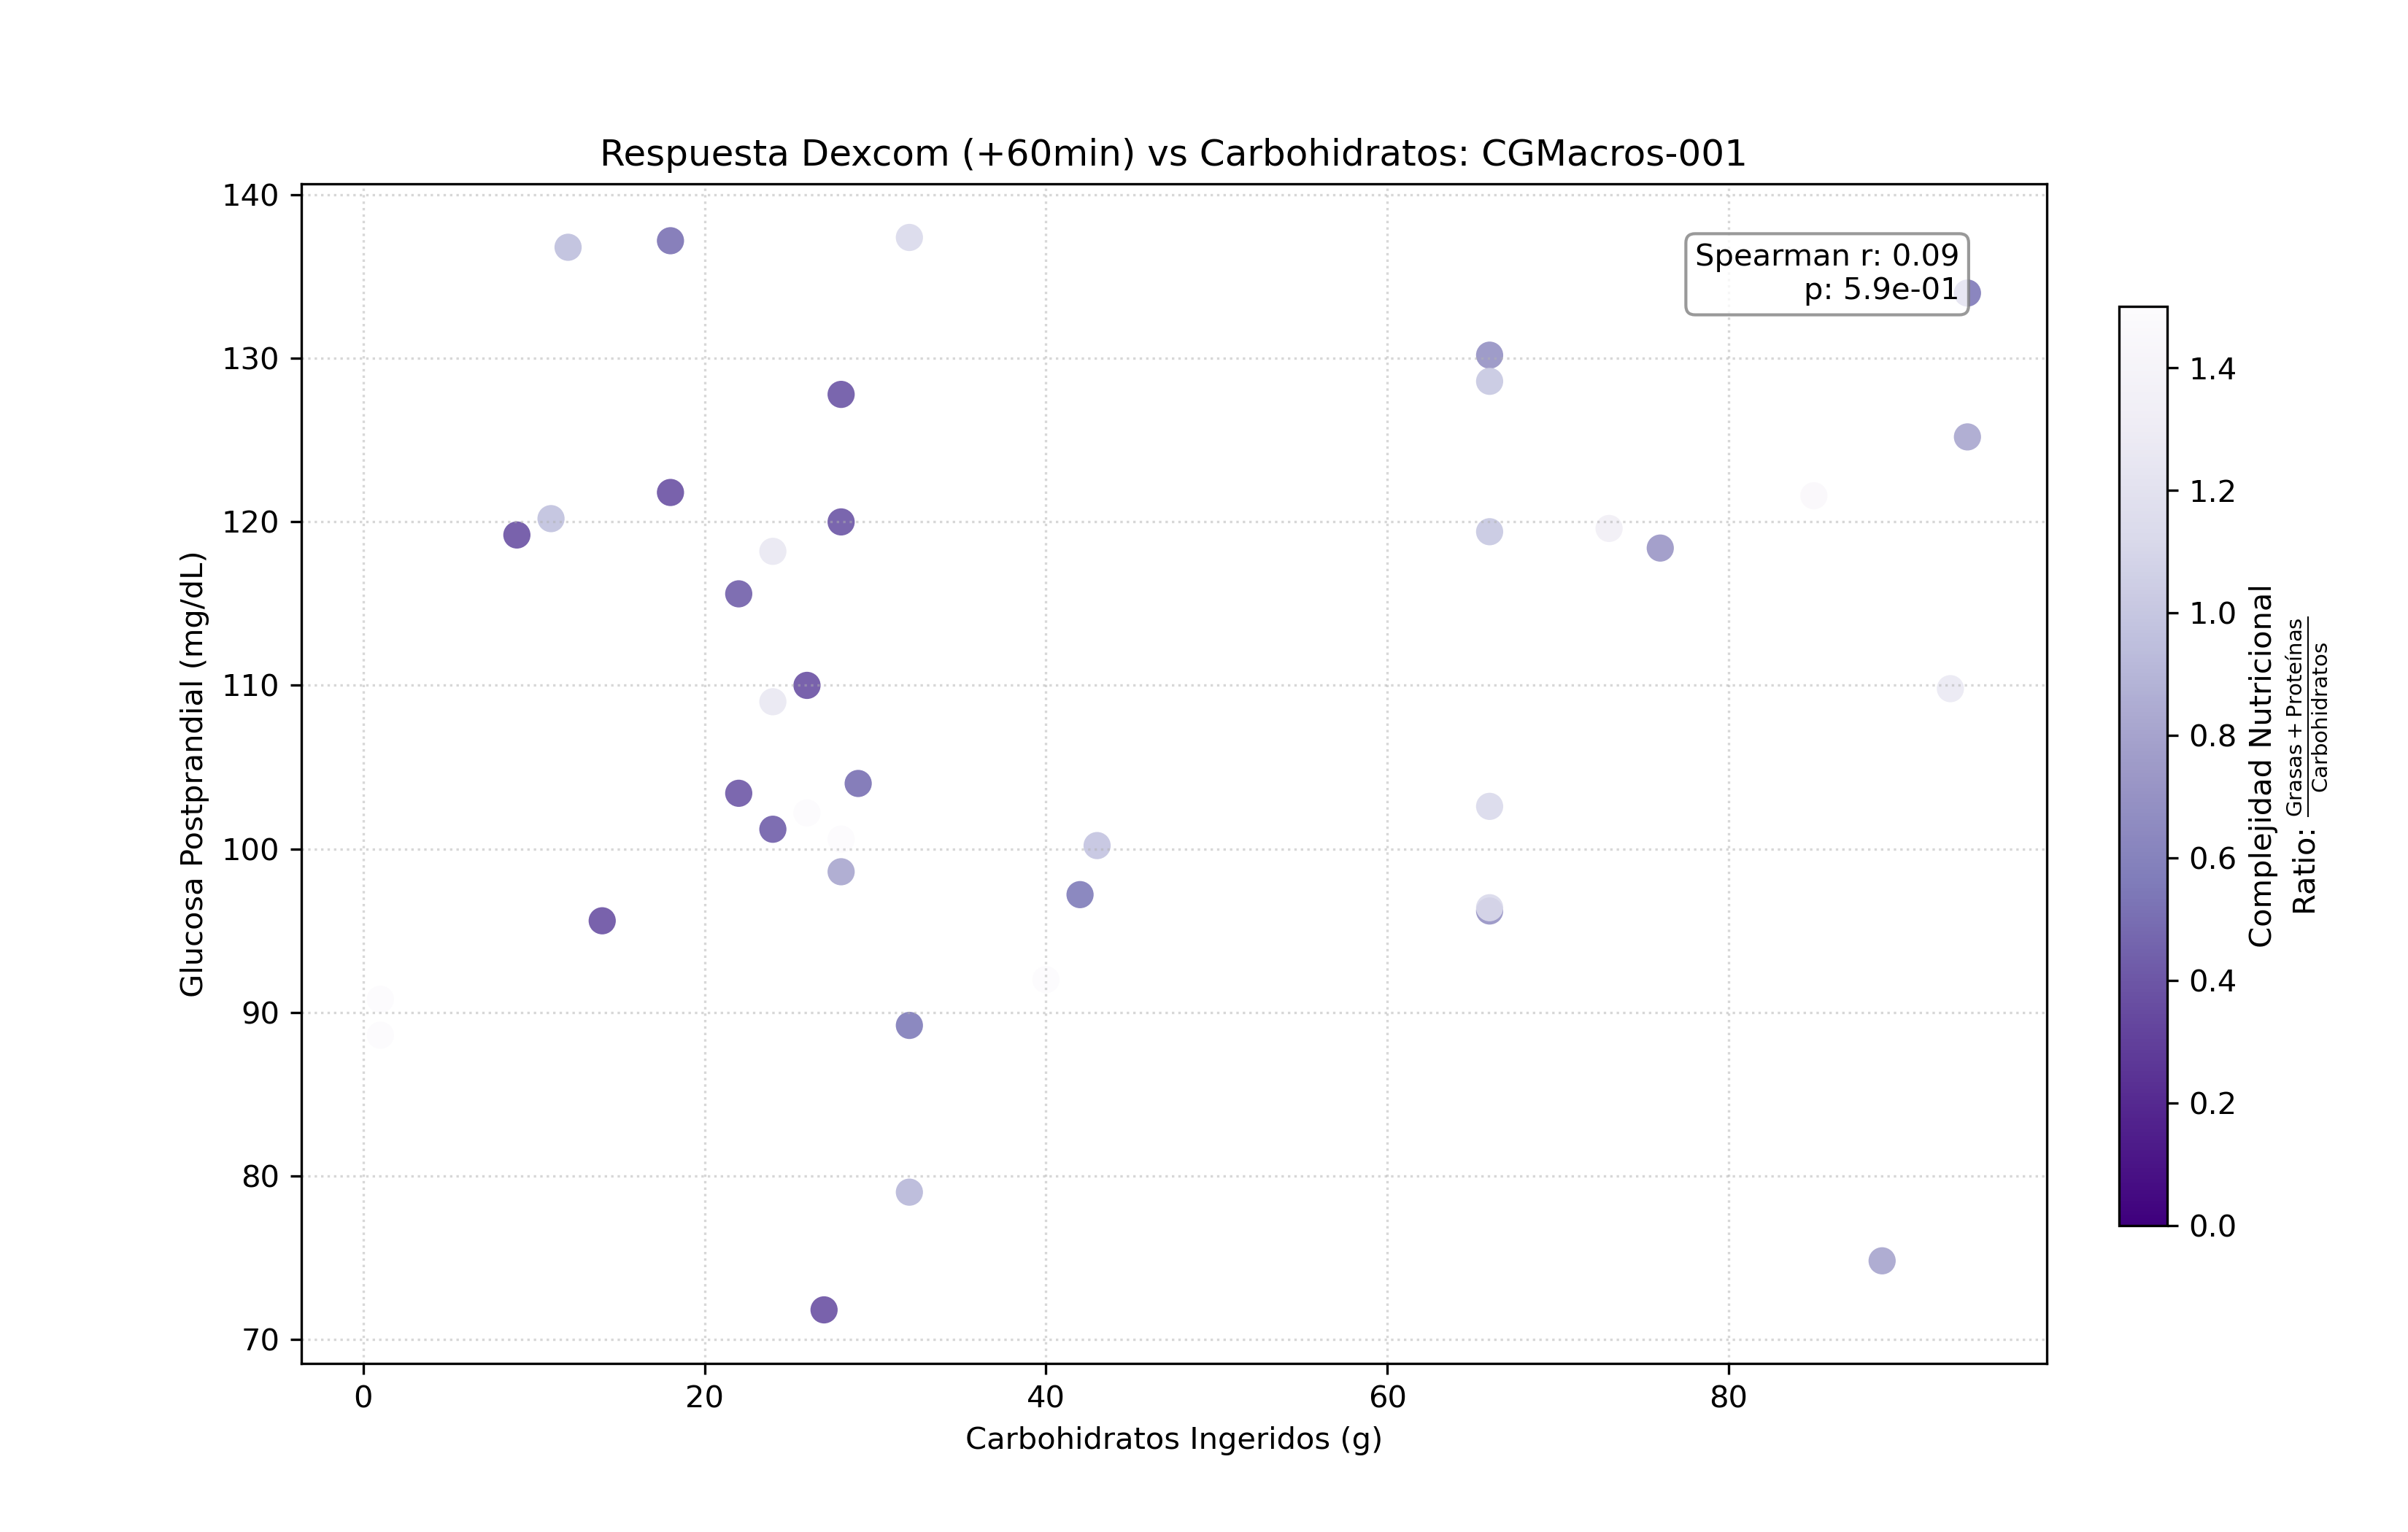 Respuesta Dexcom (+60min) vs Carbohidratos: CGMacros-001
Glucosa Postprandial (mg/dL)
140
130
120
110
100
90
80
70
0
20
40
60
80
Carbohidratos Ingeridos (g)
Spearman r: 0.09
p: 5.9e-01
1.4
1.2
1.0
0.8
0.6
0.4
0.2
0.0
Complejidad Nutricional
Ratio: Grasas + Proteínas
Carbohidratos